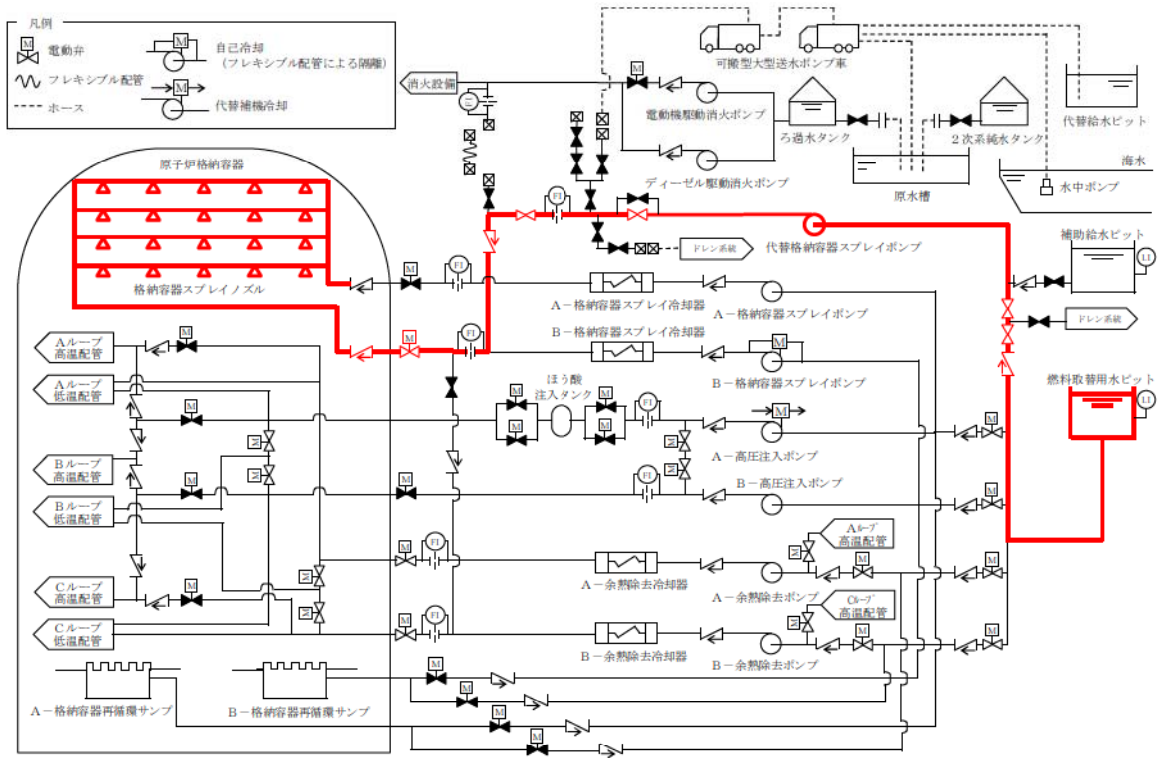 凡例
M
電動弁
フレキシブル配管
ホース
M
自己冷却
(フレキシブル配管による隔離)
M
代替補機冷却
可搬型大型送水ポンプ車
消火設備
FI
M
電動機駆動消火ポンプ
ディーゼル駆動消火ポンプ
ろ過水タンク
2次系純水タンク
代替給水ピット
原水槽
海水
水中ポンプ
原子炉格納容器
格納容器スプレイノズル
FI
ドレン系統
代替格納容器スプレイポンプ
補助給水ピット
LI
ドレン系統
燃料取替用水ピット
LI
M
FI
A-格納容器スプレイ冷却器
A-格納容器スプレイポンプ
M
FI
B-格納容器スプレイ冷却器
M
B-格納容器スプレイポンプ
Aループ
高温配管
M
Aループ
低温配管
M
M
M
ほう酸
注入タンク
M
M
M
M
FI
M
A-高圧注入ポンプ
M
M
M
Bループ
高温配管
M
M
FI
B-高圧注入ポンプ
M
Bループ
低温配管
M
FI
A-余熱除去冷却器
A-余熱除去ポンプ
M
Aループ
高温配管
M
M
M
Cループ
高温配管
M
M
Cループ
低温配管
M
FI
B-余熱除去冷却器
B-余熱除去ポンプ
M
Cループ
高温配管
M
M
A-格納容器再循環サンプ
B-格納容器再循環サンプ
M
M
M
M